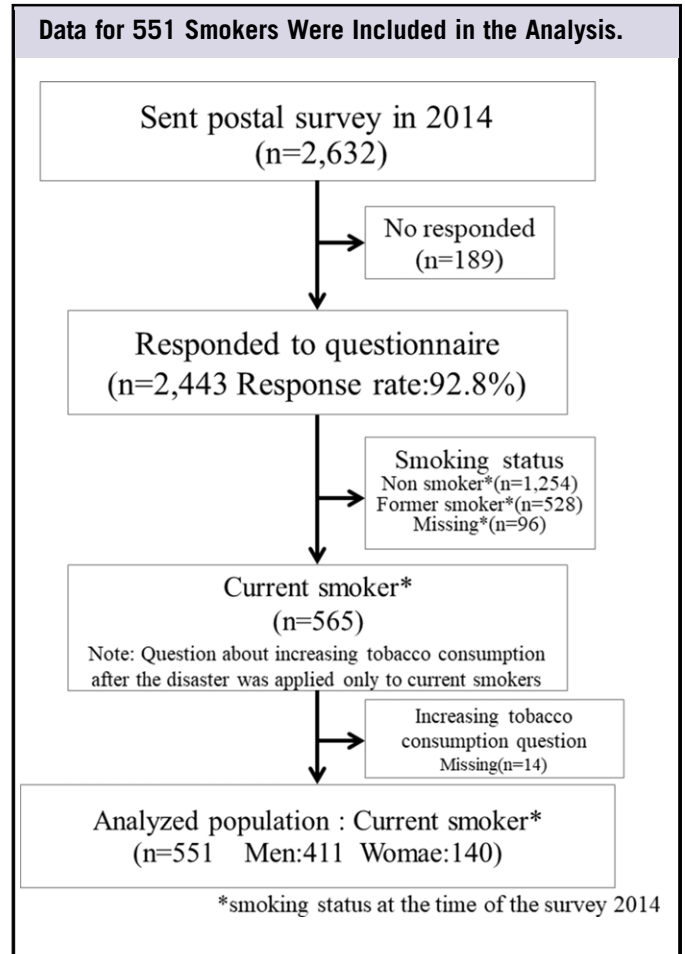 Data for 551 Smokers Were Included in the Analysis.
Sent postal survey in 2014
(n=2,632)
No responded
(n=189)
Responded to questionnaire
(n=2,443 Response rate:92.8%)
Smoking status
Non smoker*(n=1,254)
Former smoker*(n=528)
Missing*(n=96)
Current smoker*
(n=565)
Note: Question about increasing tobacco consumption
after the disaster was applied only to current smokers
Increasing tobacco
consumption question
Missing(n=14)
Analyzed population : Current smoker*
(n=551 Men:411 Womae:140)
*smoking status at the time of the survey 2014